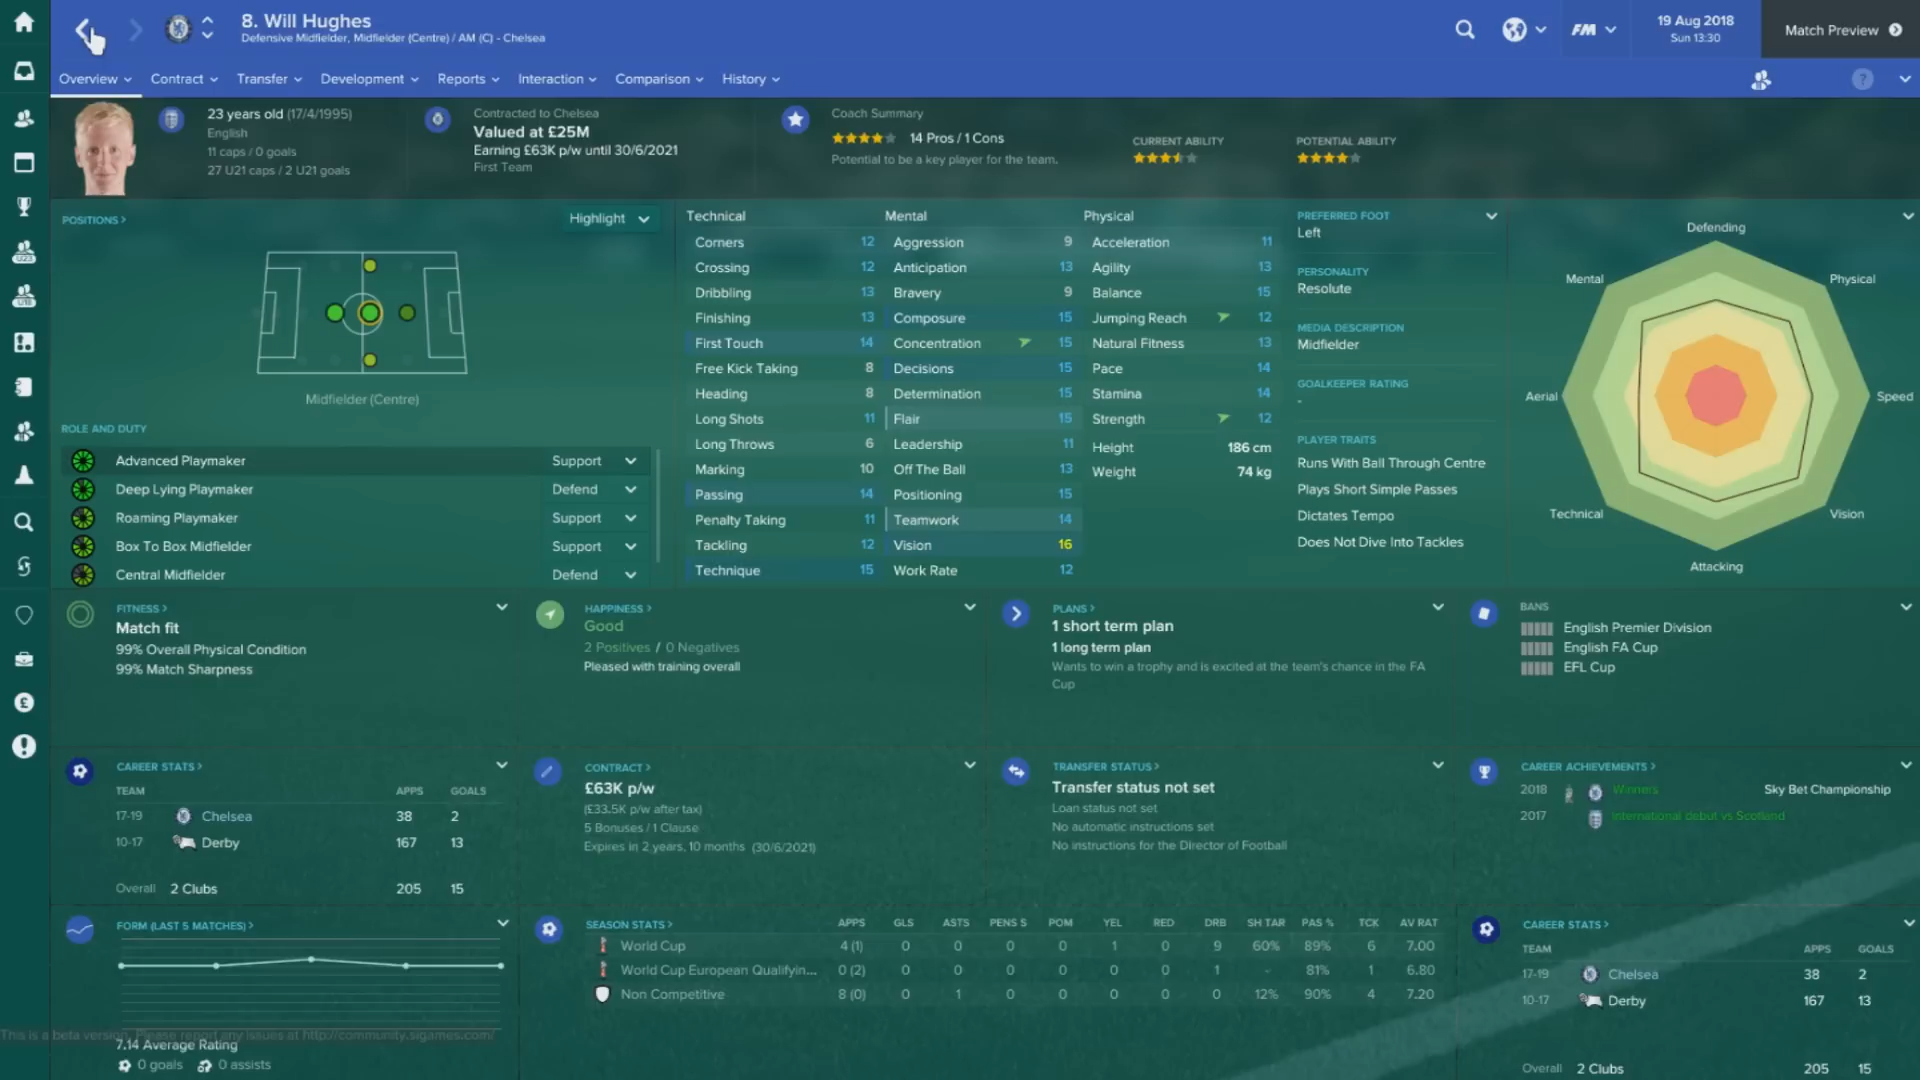 8. Will Hughes
Defensive Midfielder, Midfielder (Centre) / AM (C) - Chelsea
FM
19 Aug 2018
Sun 13:30
Match Preview
Overview Contract Transfer Development Reports Interaction Comparison History
?
23 years old (17/4/1995)
English
11 caps / 0 goals
27 U21 caps / 2 U21 goals
Contracted to Chelsea
Valued at £25M
Earning £63K p/w until 30/6/2021
First Team
Coach Summary
14 Pros / 1 Cons
Potential to be a key player for the team.
CURRENT ABILITY
POTENTIAL ABILITY
POSITIONS >
Highlight
Midfielder (Centre)
ROLE AND DUTY
Advanced Playmaker Support
Deep Lying Playmaker Defend
Roaming Playmaker Support
Box To Box Midfielder Support
Central Midfielder Defend
Technical
Corners 12
Crossing 12
Dribbling 13
Finishing 13
First Touch 14
Free Kick Taking 8
Heading 8
Long Shots 11
Long Throws 6
Marking 10
Passing 14
Penalty Taking 11
Tackling 12
Technique 15
Mental
Aggression 9
Anticipation 13
Bravery 9
Composure 15
Concentration 15
Decisions 15
Determination 15
Flair 15
Leadership 11
Off The Ball 13
Positioning 15
Teamwork 14
Vision 16
Work Rate 12
Physical
Acceleration 11
Agility 13
Balance 15
Jumping Reach 12
Natural Fitness 13
Pace 14
Stamina 14
Strength 12
Height 186 cm
Weight 74 kg
PREFERRED FOOT
Left
PERSONALITY
Resolute
MEDIA DESCRIPTION
Midfielder
GOALKEEPER RATING
-
PLAYER TRAITS
Runs With Ball Through Centre
Plays Short Simple Passes
Dictates Tempo
Does Not Dive Into Tackles
Defending
Mental Physical
Aerial Speed
Technical Vision
Attacking
FITNESS >
Match fit
99% Overall Physical Condition
99% Match Sharpness
HAPPINESS >
Good
2 Positives / 0 Negatives
Pleased with training overall
PLANS >
1 short term plan
1 long term plan
Wants to win a trophy and is excited at the team's chance in the FA
Cup
BANS
English Premier Division
English FA Cup
EFL Cup
CAREER STATS >
TEAM APPS GOALS
17-19 Chelsea 38 2
10-17 Derby 167 13
Overall 2 Clubs 205 15
CONTRACT >
£63K p/w
(£33.5K p/w after tax)
5 Bonuses / 1 Clause
Expires in 2 years, 10 months (30/6/2021)
TRANSFER STATUS >
Transfer status not set
Loan status not set
No automatic instructions set
No instructions for the Director of Football
CAREER ACHIEVEMENTS >
2018 Winners Sky Bet Championship
2017 International debut vs Scotland
FORM (LAST 5 MATCHES) >
This is a beta version. Please report any issues at http://community.sigames.com/
7.14 Average Rating
0 goals 0 assists
SEASON STATS > APPS GLS ASTS PENS S POM YEL RED DRB SH TAR PAS % TCK AV RAT
World Cup 4 (1) 0 0 0 0 1 0 9 60% 89% 6 7.00
World Cup European Qualifyin... 0 (2) 0 0 0 0 0 0 1 - 81% 1 6.80
Non Competitive 8 (0) 0 1 0 0 0 0 0 12% 90% 4 7.20
CAREER STATS >
TEAM APPS GOALS
17-19 Chelsea 38 2
10-17 Derby 167 13
Overall 2 Clubs 205 15